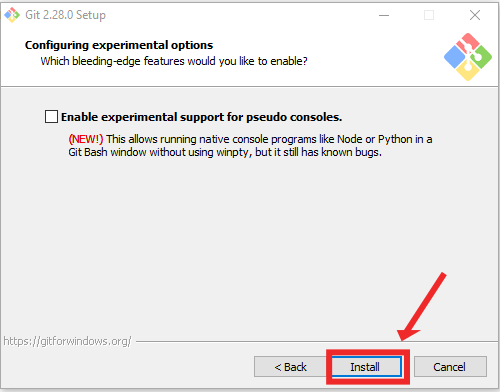 Git 2.28.0 Setup
Configuring experimental options
Which bleeding-edge features would you like to enable?
Enable experimental support for pseudo consoles.
(NEW!) This allows running native console programs like Node or Python in a
Git Bash window without using winpty, but it still has known bugs.
https://gitforwindows.org/
< Back
Install
Cancel